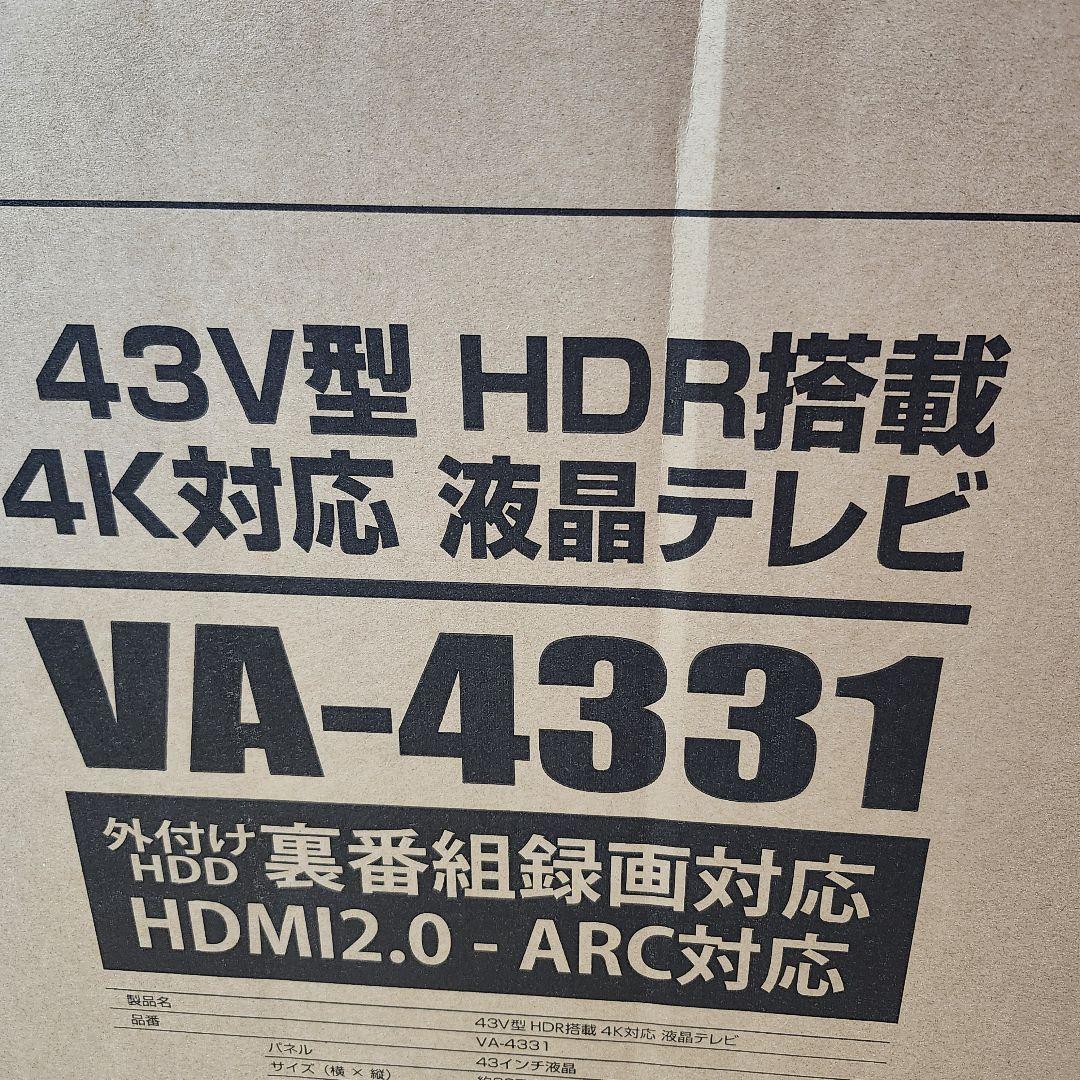 43V型 HDR搭載
4K対応 液晶テレビ
VA-4331
外付け
HDD 裏番組録画対応
HDMI2.0 - ARC対応
製品名 43V型 HDR搭載 4K対応 液晶テレビ
品番 VA-4331
パネル 43インチ液晶
サイズ（横 × 縦）